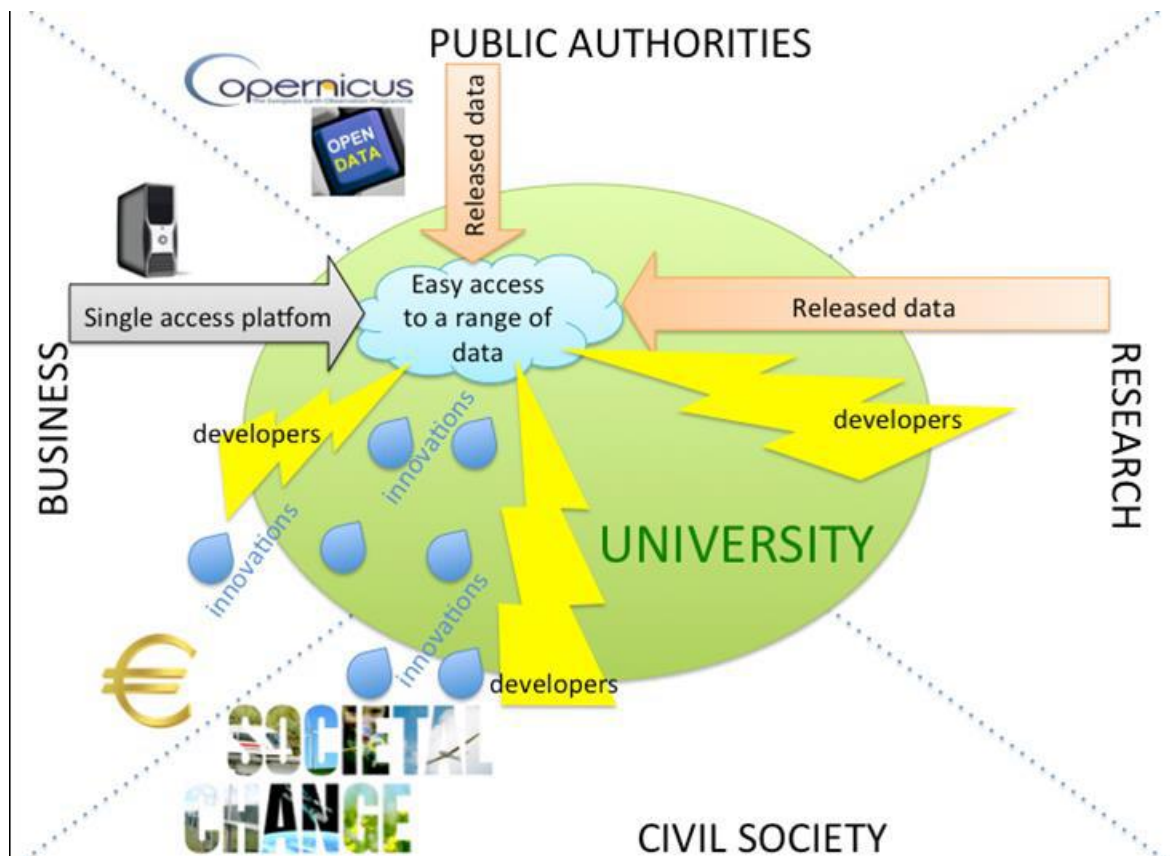 PUBLIC AUTHORITIES
Copernicus
The European Earth Observation Programme
OPEN
DATA
Released data
Easy access
to a range of
data
Single access platfom
Released data
BUSINESS
RESEARCH
developers
innovations
developers
UNIVERSITY
innovations
innovations
developers
€
SOCIETAL
CHANGE
CIVIL SOCIETY